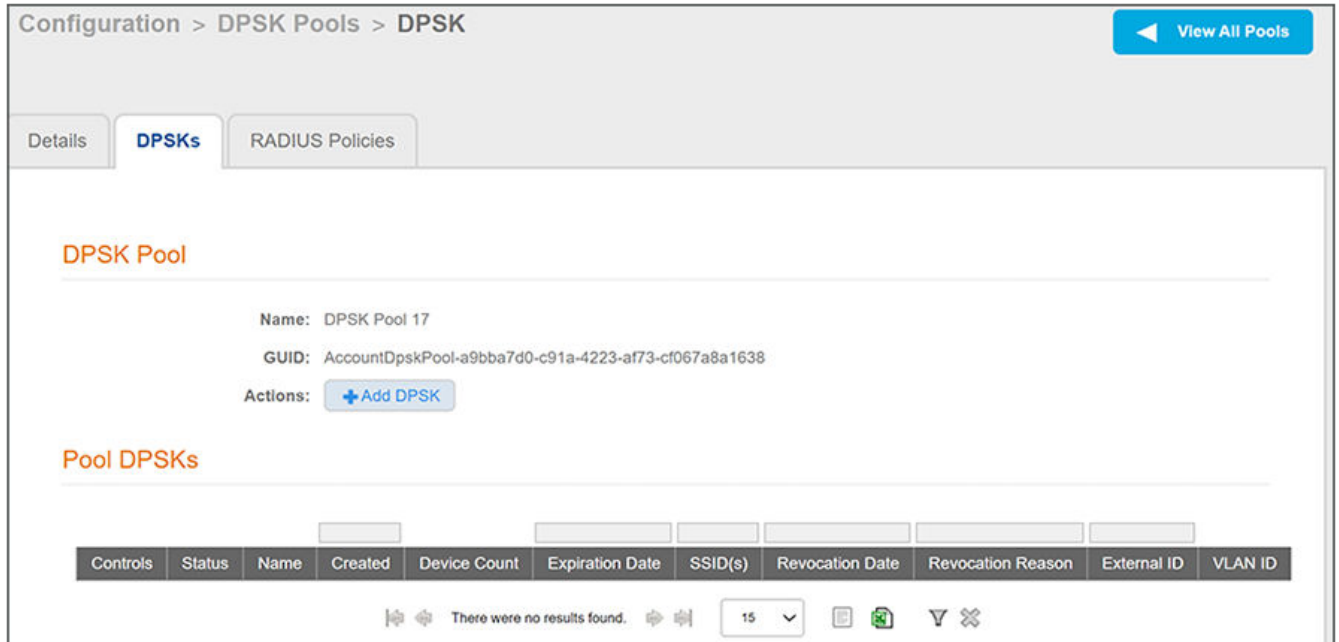 Configuration > DPSK Pools > DPSK
View All Pools
Details DPSKs RADIUS Policies
DPSK Pool
Name: DPSK Pool 17
GUID: AccountDpskPool-a9bba7d0-c91a-4223-af73-cf067a8a1638
Actions: Add DPSK
Pool DPSKs
Controls Status Name Created Device Count Expiration Date SSID(s) Revocation Date Revocation Reason External ID VLAN ID
There were no results found. 15